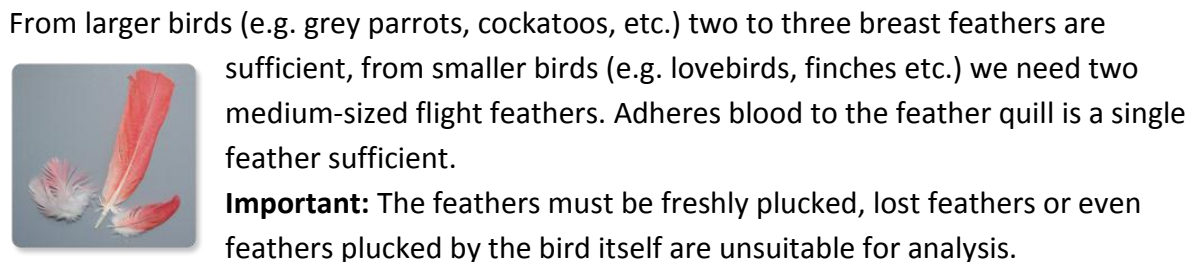 From larger birds (e.g. grey parrots, cockatoos, etc.) two to three breast feathers are
sufficient, from smaller birds (e.g. lovebirds, finches etc.) we need two
medium-sized flight feathers. Adheres blood to the feather quill is a single
feather sufficient.
Important: The feathers must be freshly plucked, lost feathers or even
feathers plucked by the bird itself are unsuitable for analysis.